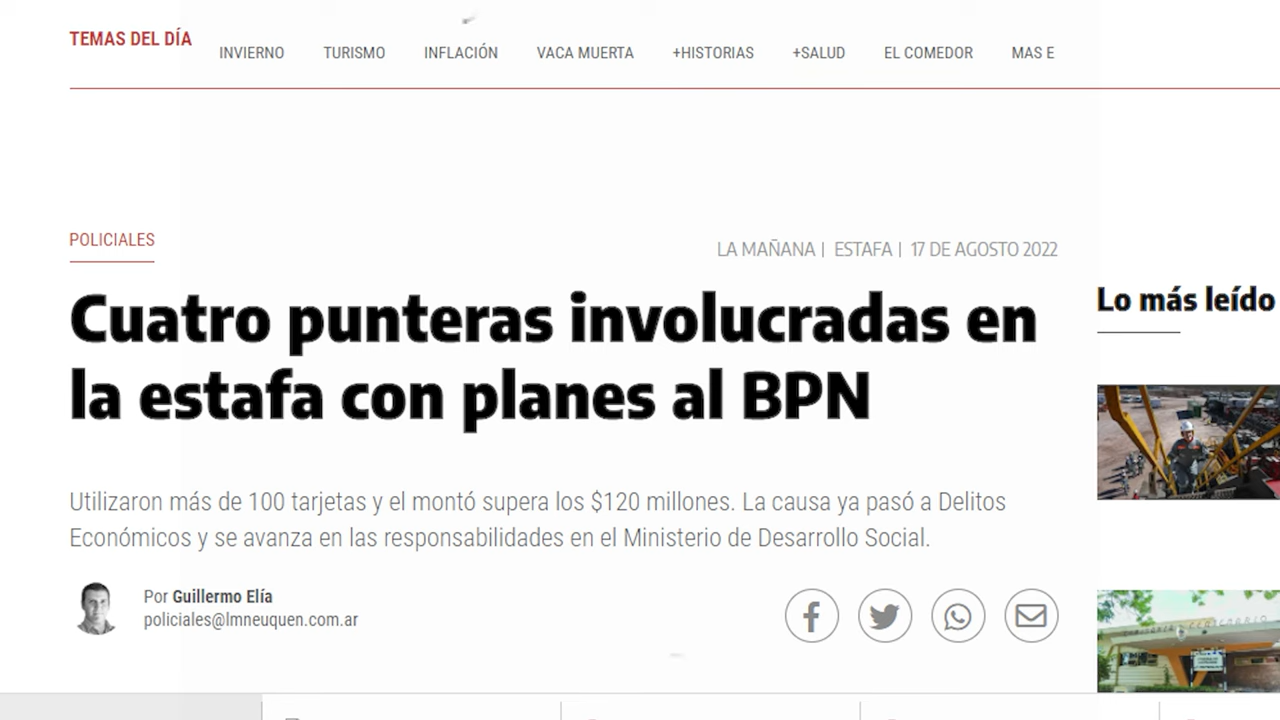 TEMAS DEL DÍA
INVIERNO TURISMO INFLACIÓN VACA MUERTA +HISTORIAS +SALUD EL COMEDOR MAS E
POLICIALES
LA MAÑANA | ESTAFA | 17 DE AGOSTO 2022
Cuatro punteras involucradas en
la estafa con planes al BPN
Utilizaron más de 100 tarjetas y el montó supera los $120 millones. La causa ya pasó a Delitos
Económicos y se avanza en las responsabilidades en el Ministerio de Desarrollo Social.
Por Guillermo Elía
policiales@lmneuquen.com.ar
Lo más leído